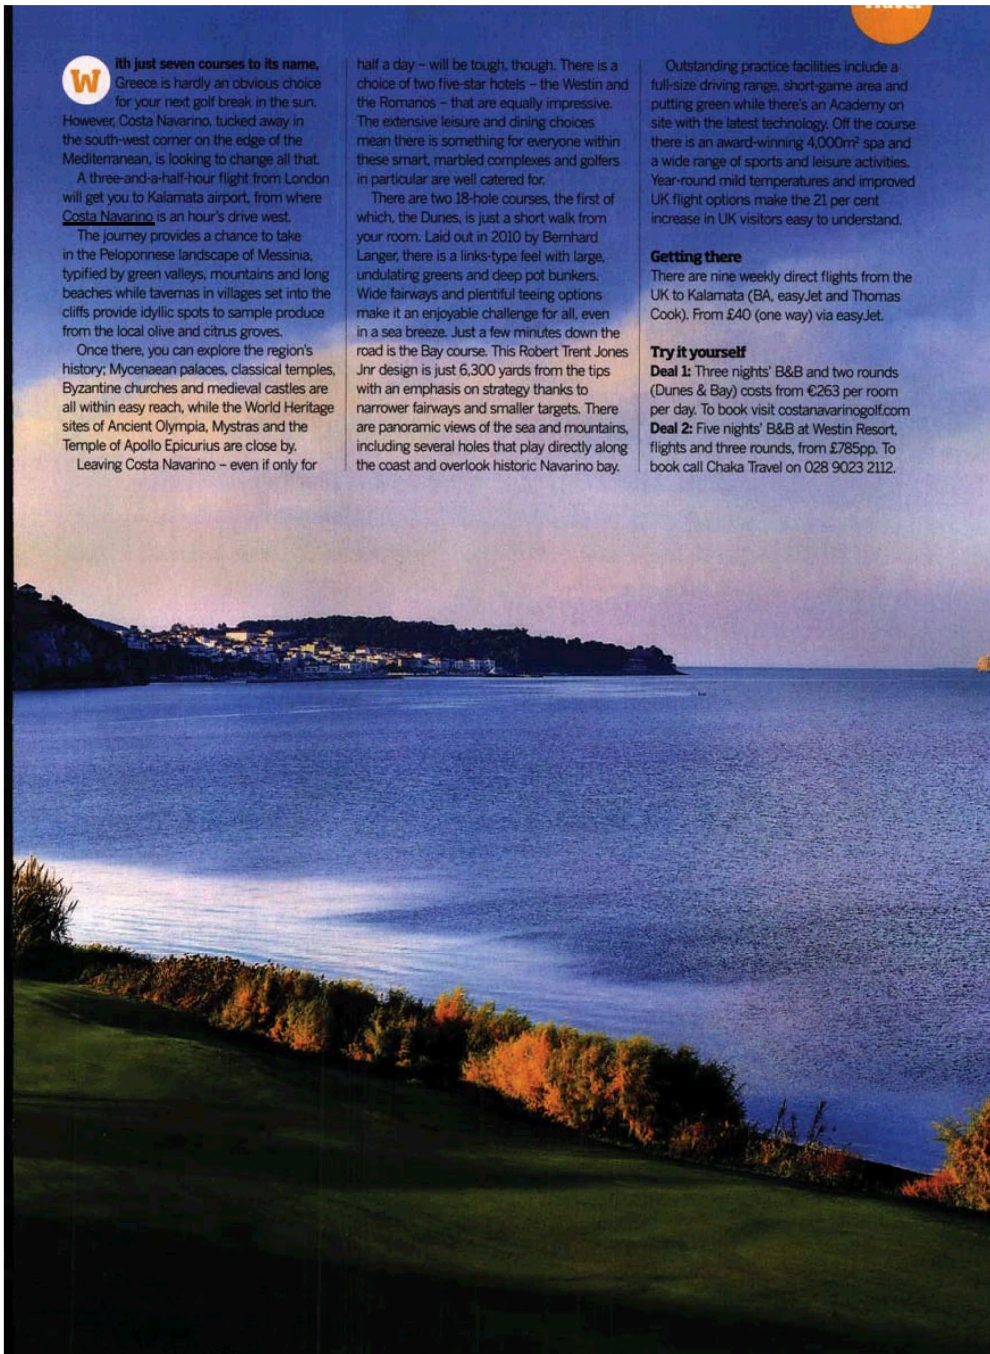 Travel
With just seven courses to its name,
Greece is hardly an obvious choice
for your next golf break in the sun.
However, Costa Navarino, tucked away in
the south-west corner on the edge of the
Mediterranean, is looking to change all that.
A three-and-a-half-hour flight from London
will get you to Kalamata airport, from where
Costa Navarino is an hour's drive west.
The journey provides a chance to take
in the Peloponnese landscape of Messinia,
typified by green valleys, mountains and long
beaches while tavernas in villages set into the
cliffs provide idyllic spots to sample produce
from the local olive and citrus groves.
Once there, you can explore the region's
history; Mycenaean palaces, classical temples,
Byzantine churches and medieval castles are
all within easy reach, while the World Heritage
sites of Ancient Olympia, Mystras and the
Temple of Apollo Epicurius are close by.
Leaving Costa Navarino – even if only for
half a day – will be tough, though. There is a
choice of two five-star hotels – the Westin and
the Romanos – that are equally impressive.
The extensive leisure and dining choices
mean there is something for everyone within
these smart, marbled complexes and golfers
in particular are well catered for.
There are two 18-hole courses, the first of
which, the Dunes, is just a short walk from
your room. Laid out in 2010 by Bernhard
Langer, there is a links-type feel with large,
undulating greens and deep pot bunkers.
Wide fairways and plentiful teeing options
make it an enjoyable challenge for all, even
in a sea breeze. Just a few minutes down the
road is the Bay course. This Robert Trent Jones
Jnr design is just 6,300 yards from the tips
with an emphasis on strategy thanks to
narrower fairways and smaller targets. There
are panoramic views of the sea and mountains,
including several holes that play directly along
the coast and overlook historic Navarino bay.
Outstanding practice facilities include a
full-size driving range, short-game area and
putting green while there's an Academy on
site with the latest technology. Off the course
there is an award-winning 4,000m² spa and
a wide range of sports and leisure activities.
Year-round mild temperatures and improved
UK flight options make the 21 per cent
increase in UK visitors easy to understand.
Getting there
There are nine weekly direct flights from the
UK to Kalamata (BA, easyJet and Thomas
Cook). From £40 (one way) via easyJet.
Try it yourself
Deal 1: Three nights' B&B and two rounds
(Dunes & Bay) costs from €263 per room
per day. To book visit costanavarinogolf.com
Deal 2: Five nights' B&B at Westin Resort,
flights and three rounds, from £785pp. To
book call Chaka Travel on 028 9023 2112.